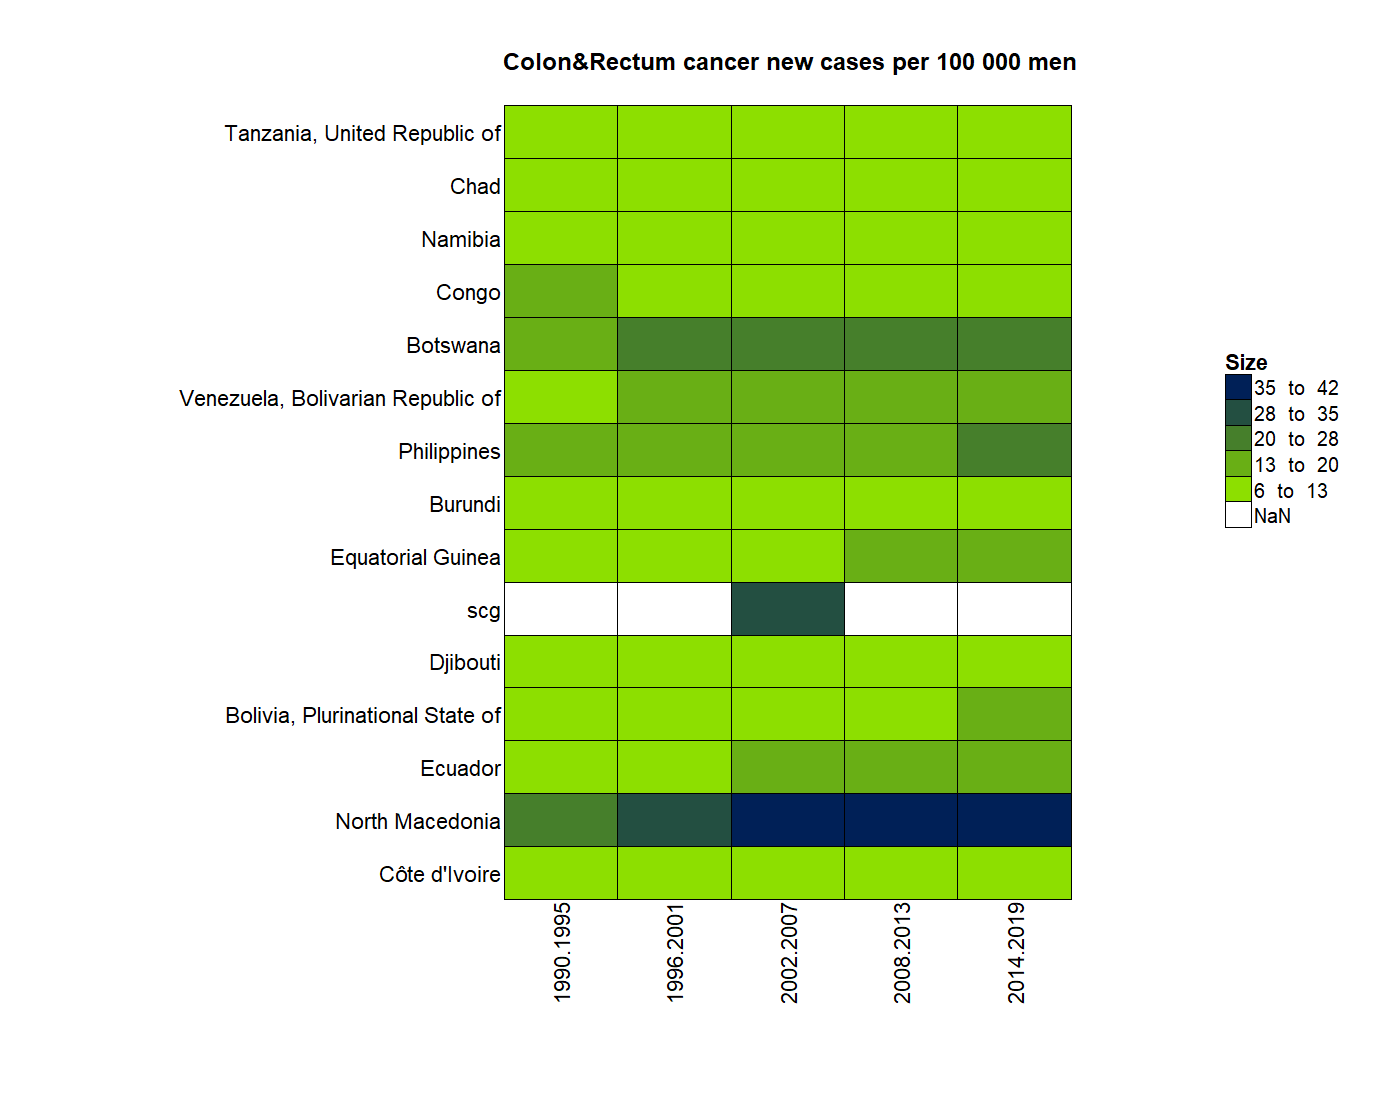 Colon&Rectum cancer new cases per 100 000 men
Tanzania, United Republic of
Chad
Namibia
Congo
Botswana
Venezuela, Bolivarian Republic of
Philippines
Burundi
Equatorial Guinea
scg
Djibouti
Bolivia, Plurinational State of
Ecuador
North Macedonia
Côte d'Ivoire
1990.1995
1996.2001
2002.2007
2008.2013
2014.2019
Size
35 to 42
28 to 35
20 to 28
13 to 20
6 to 13
NaN